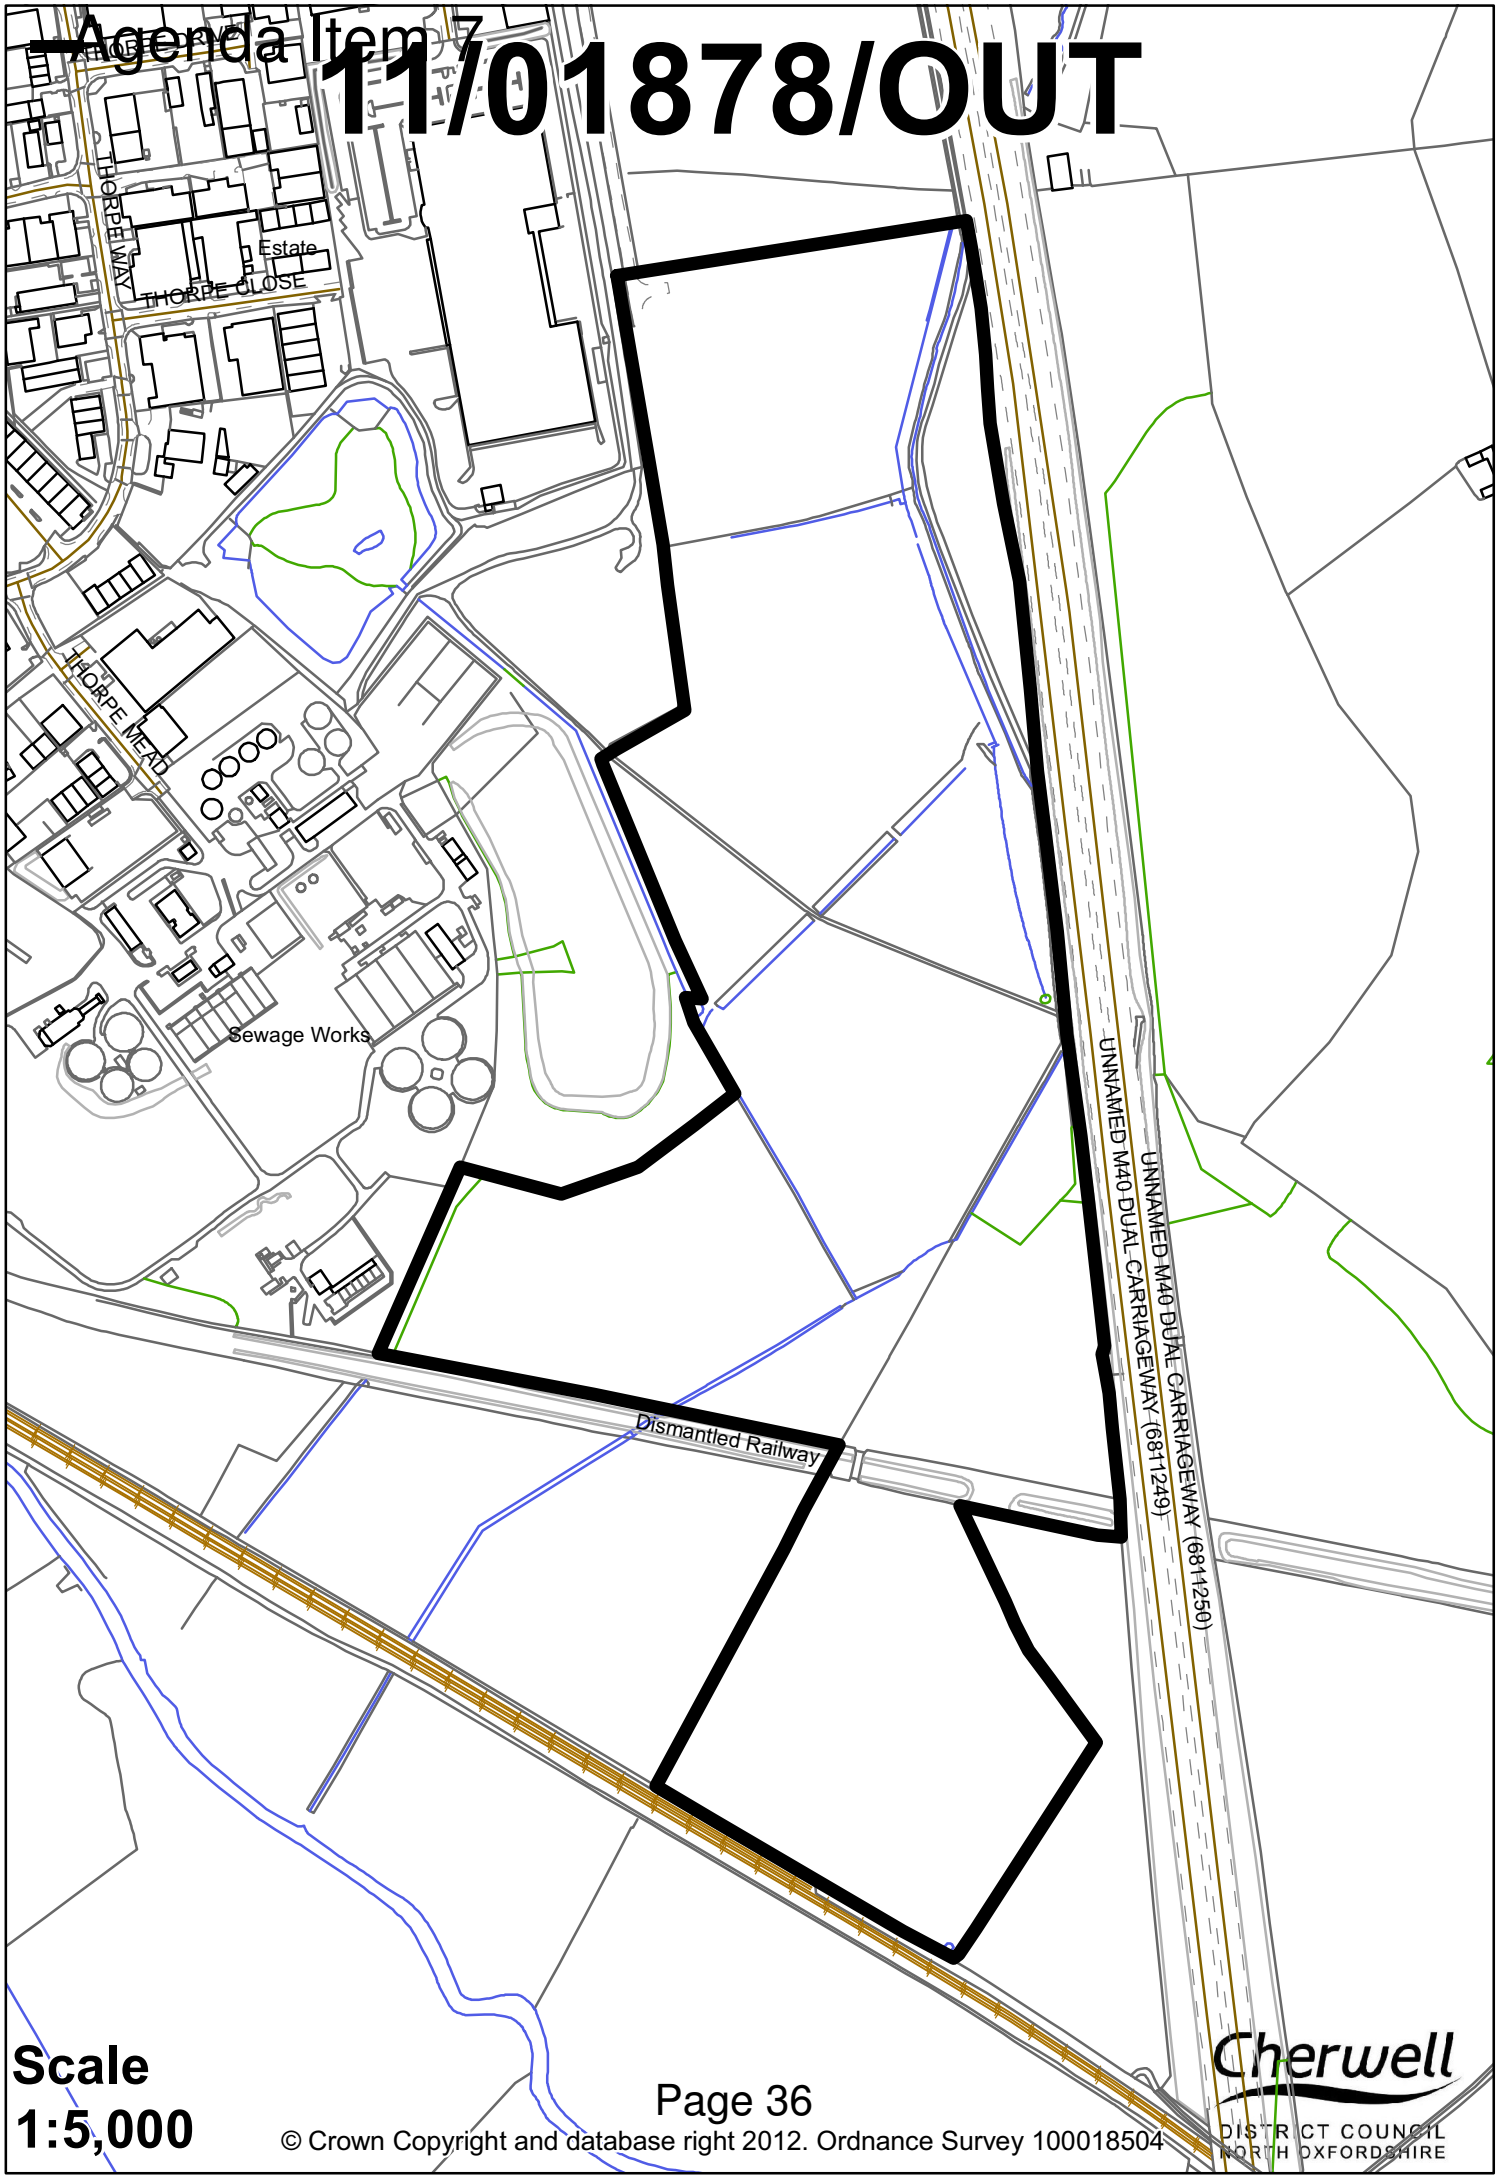 Agenda Item 7
11/01878/OUT
THORPE DRIVE
THORPE WAY
Estate
THORPE CLOSE
THORPE MEAD
Sewage Works
UNNAMED M40 DUAL CARRIAGEWAY (6811249)
UNNAMED M40 DUAL CARRIAGEWAY (6811250)
Dismantled Railway
Scale
1:5,000
Page 36
© Crown Copyright and database right 2012. Ordnance Survey 100018504
Cherwell
DISTRICT COUNCIL
NORTH OXFORDSHIRE